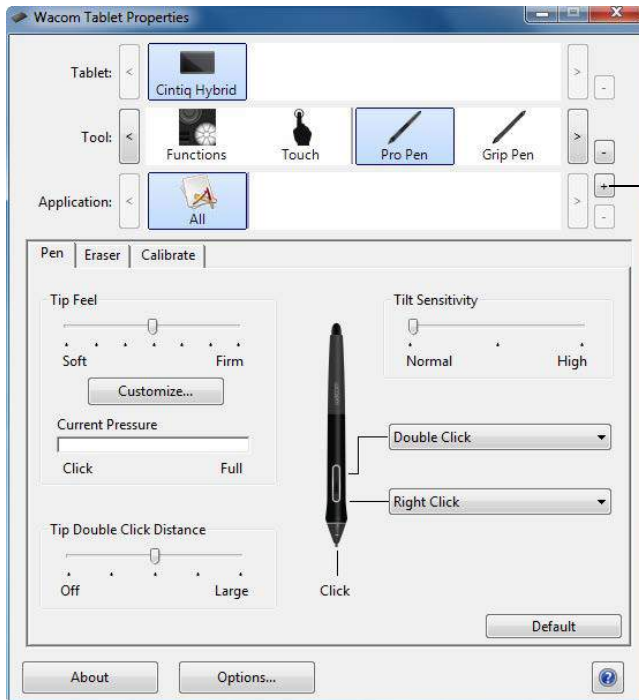 Wacom Tablet Properties
Tablet:
<
Cintiq Hybrid
>
-
Tool:
<
Functions
Touch
Pro Pen
Grip Pen
>
-
Application:
<
All
>
+
-
Pen Eraser Calibrate
Tip Feel
Soft Firm
Customize...
Current Pressure
Click Full
Tip Double Click Distance
Off Large
Tilt Sensitivity
Normal High
Double Click
Right Click
Click
Default
About Options... ?